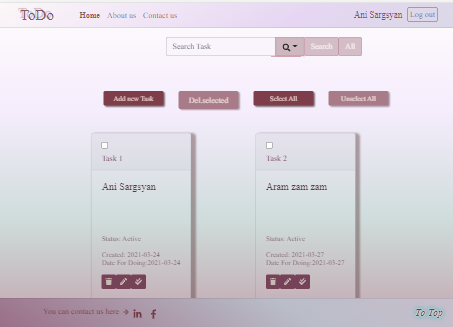 ToDo Home About us Contact us Ani Sargsyan Log out
Search Task Search All
Add new Task Del.selected Select All Unselect All
Task 1
Ani Sargsyan
Status: Active
Created: 2021-03-24
Date For Doing:2021-03-24
Task 2
Aram zam zam
Status: Active
Created: 2021-03-27
Date For Doing:2021-03-27
You can contact us here
To Top